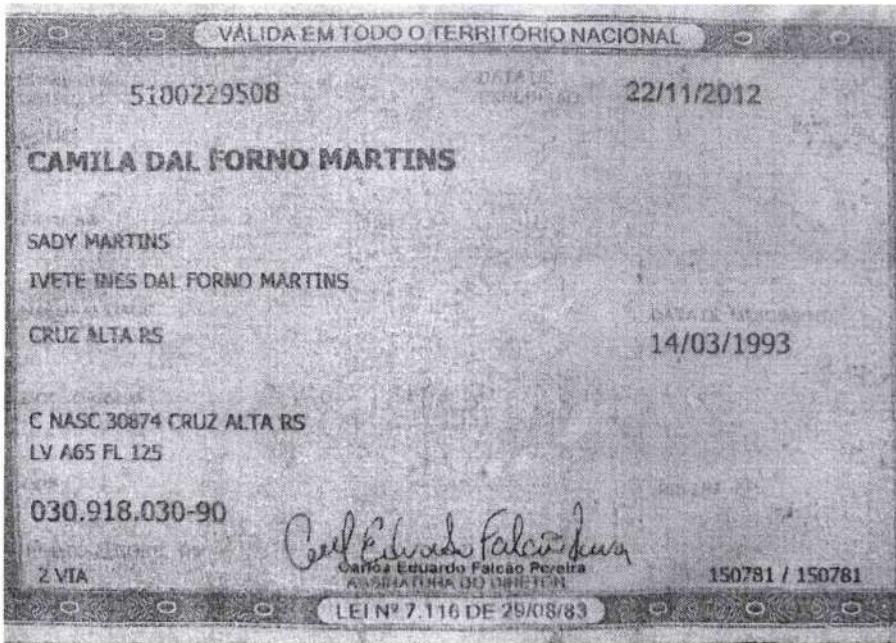 VÁLIDA EM TODO O TERRITÓRIO NACIONAL
5100229508 22/11/2012
CAMILA DAL FORNO MARTINS
SADY MARTINS
IVETE INES DAL FORNO MARTINS
CRUZ ALTA RS
14/03/1993
C NASC 30874 CRUZ ALTA RS
LV A65 FL 125
030.918.030-90
Carlos Eduardo Falcão Pereira
2 VIA ASSINATURA DO DIRETOR 150781 / 150781
LEI Nº 7.116 DE 29/08/83